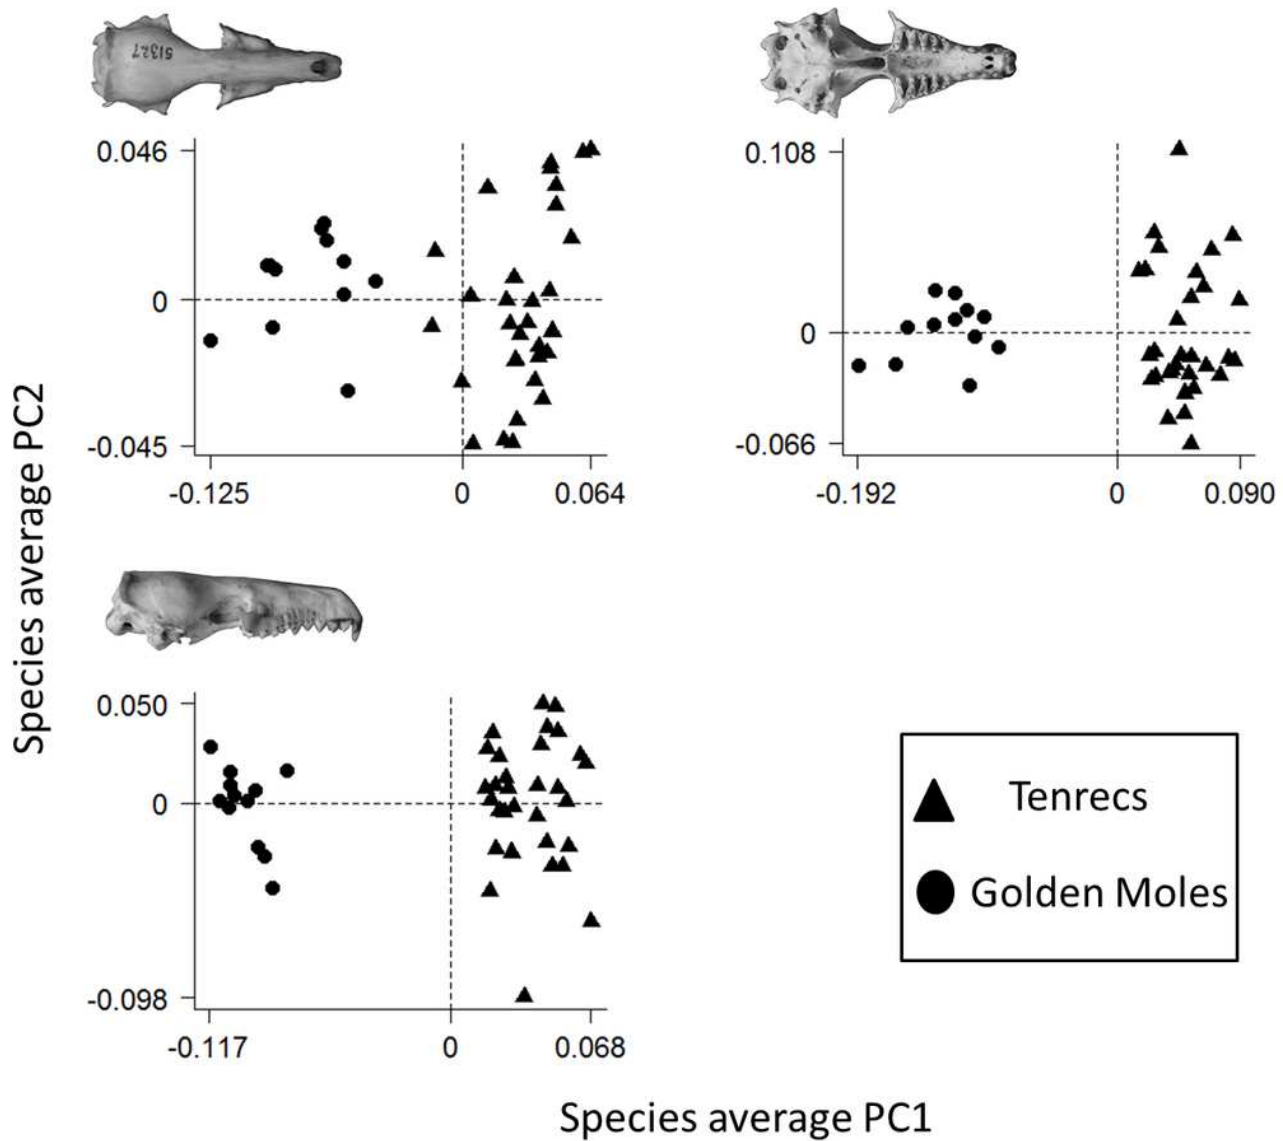 51327
0.046
0
-0.045
-0.125 0 0.064
0.108
0
-0.066
-0.192 0 0.090
Species average PC2
0.050
0
-0.098
-0.117 0 0.068
Tenrecs
Golden Moles
Species average PC1